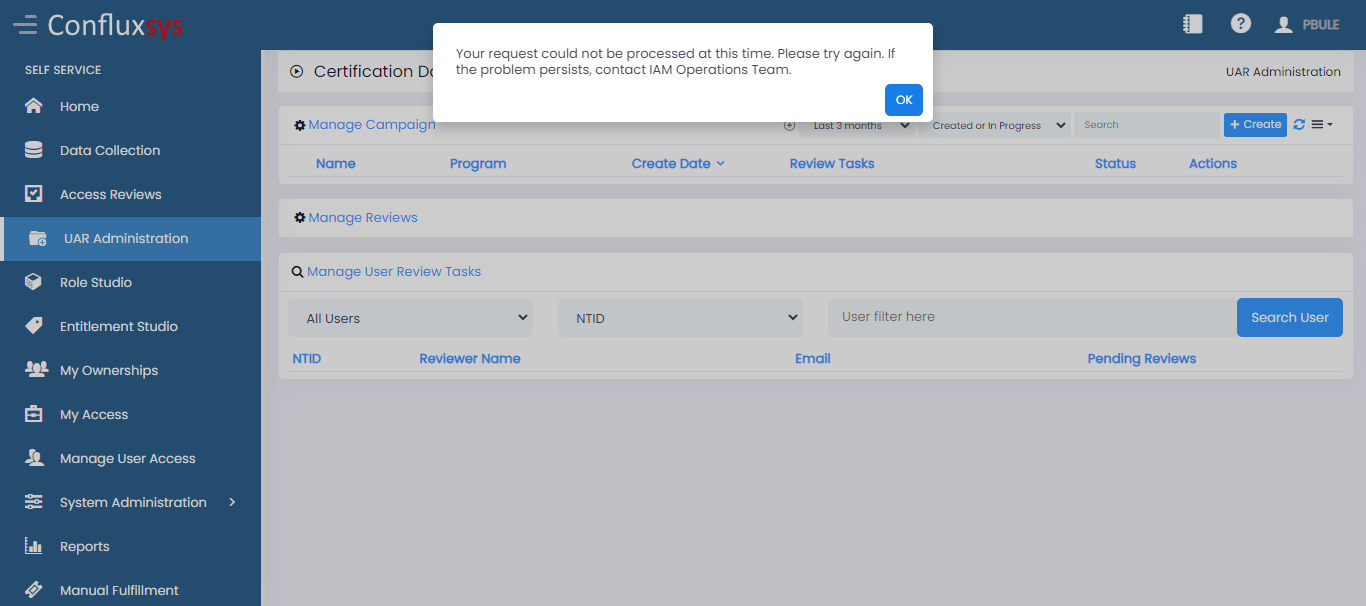 Confluxsys
PBULE
Your request could not be processed at this time. Please try again. If
the problem persists, contact IAM Operations Team.
OK
SELF SERVICE
Home
Data Collection
Access Reviews
UAR Administration
Role Studio
Entitlement Studio
My Ownerships
My Access
Manage User Access
System Administration
Reports
Manual Fulfillment
Certification Da
UAR Administration
Manage Campaign
Last 3 months
Created or In Progress
Search
+ Create
Name Program Create Date Review Tasks Status Actions
Manage Reviews
Manage User Review Tasks
All Users
NTID
User filter here
Search User
NTID Reviewer Name Email Pending Reviews